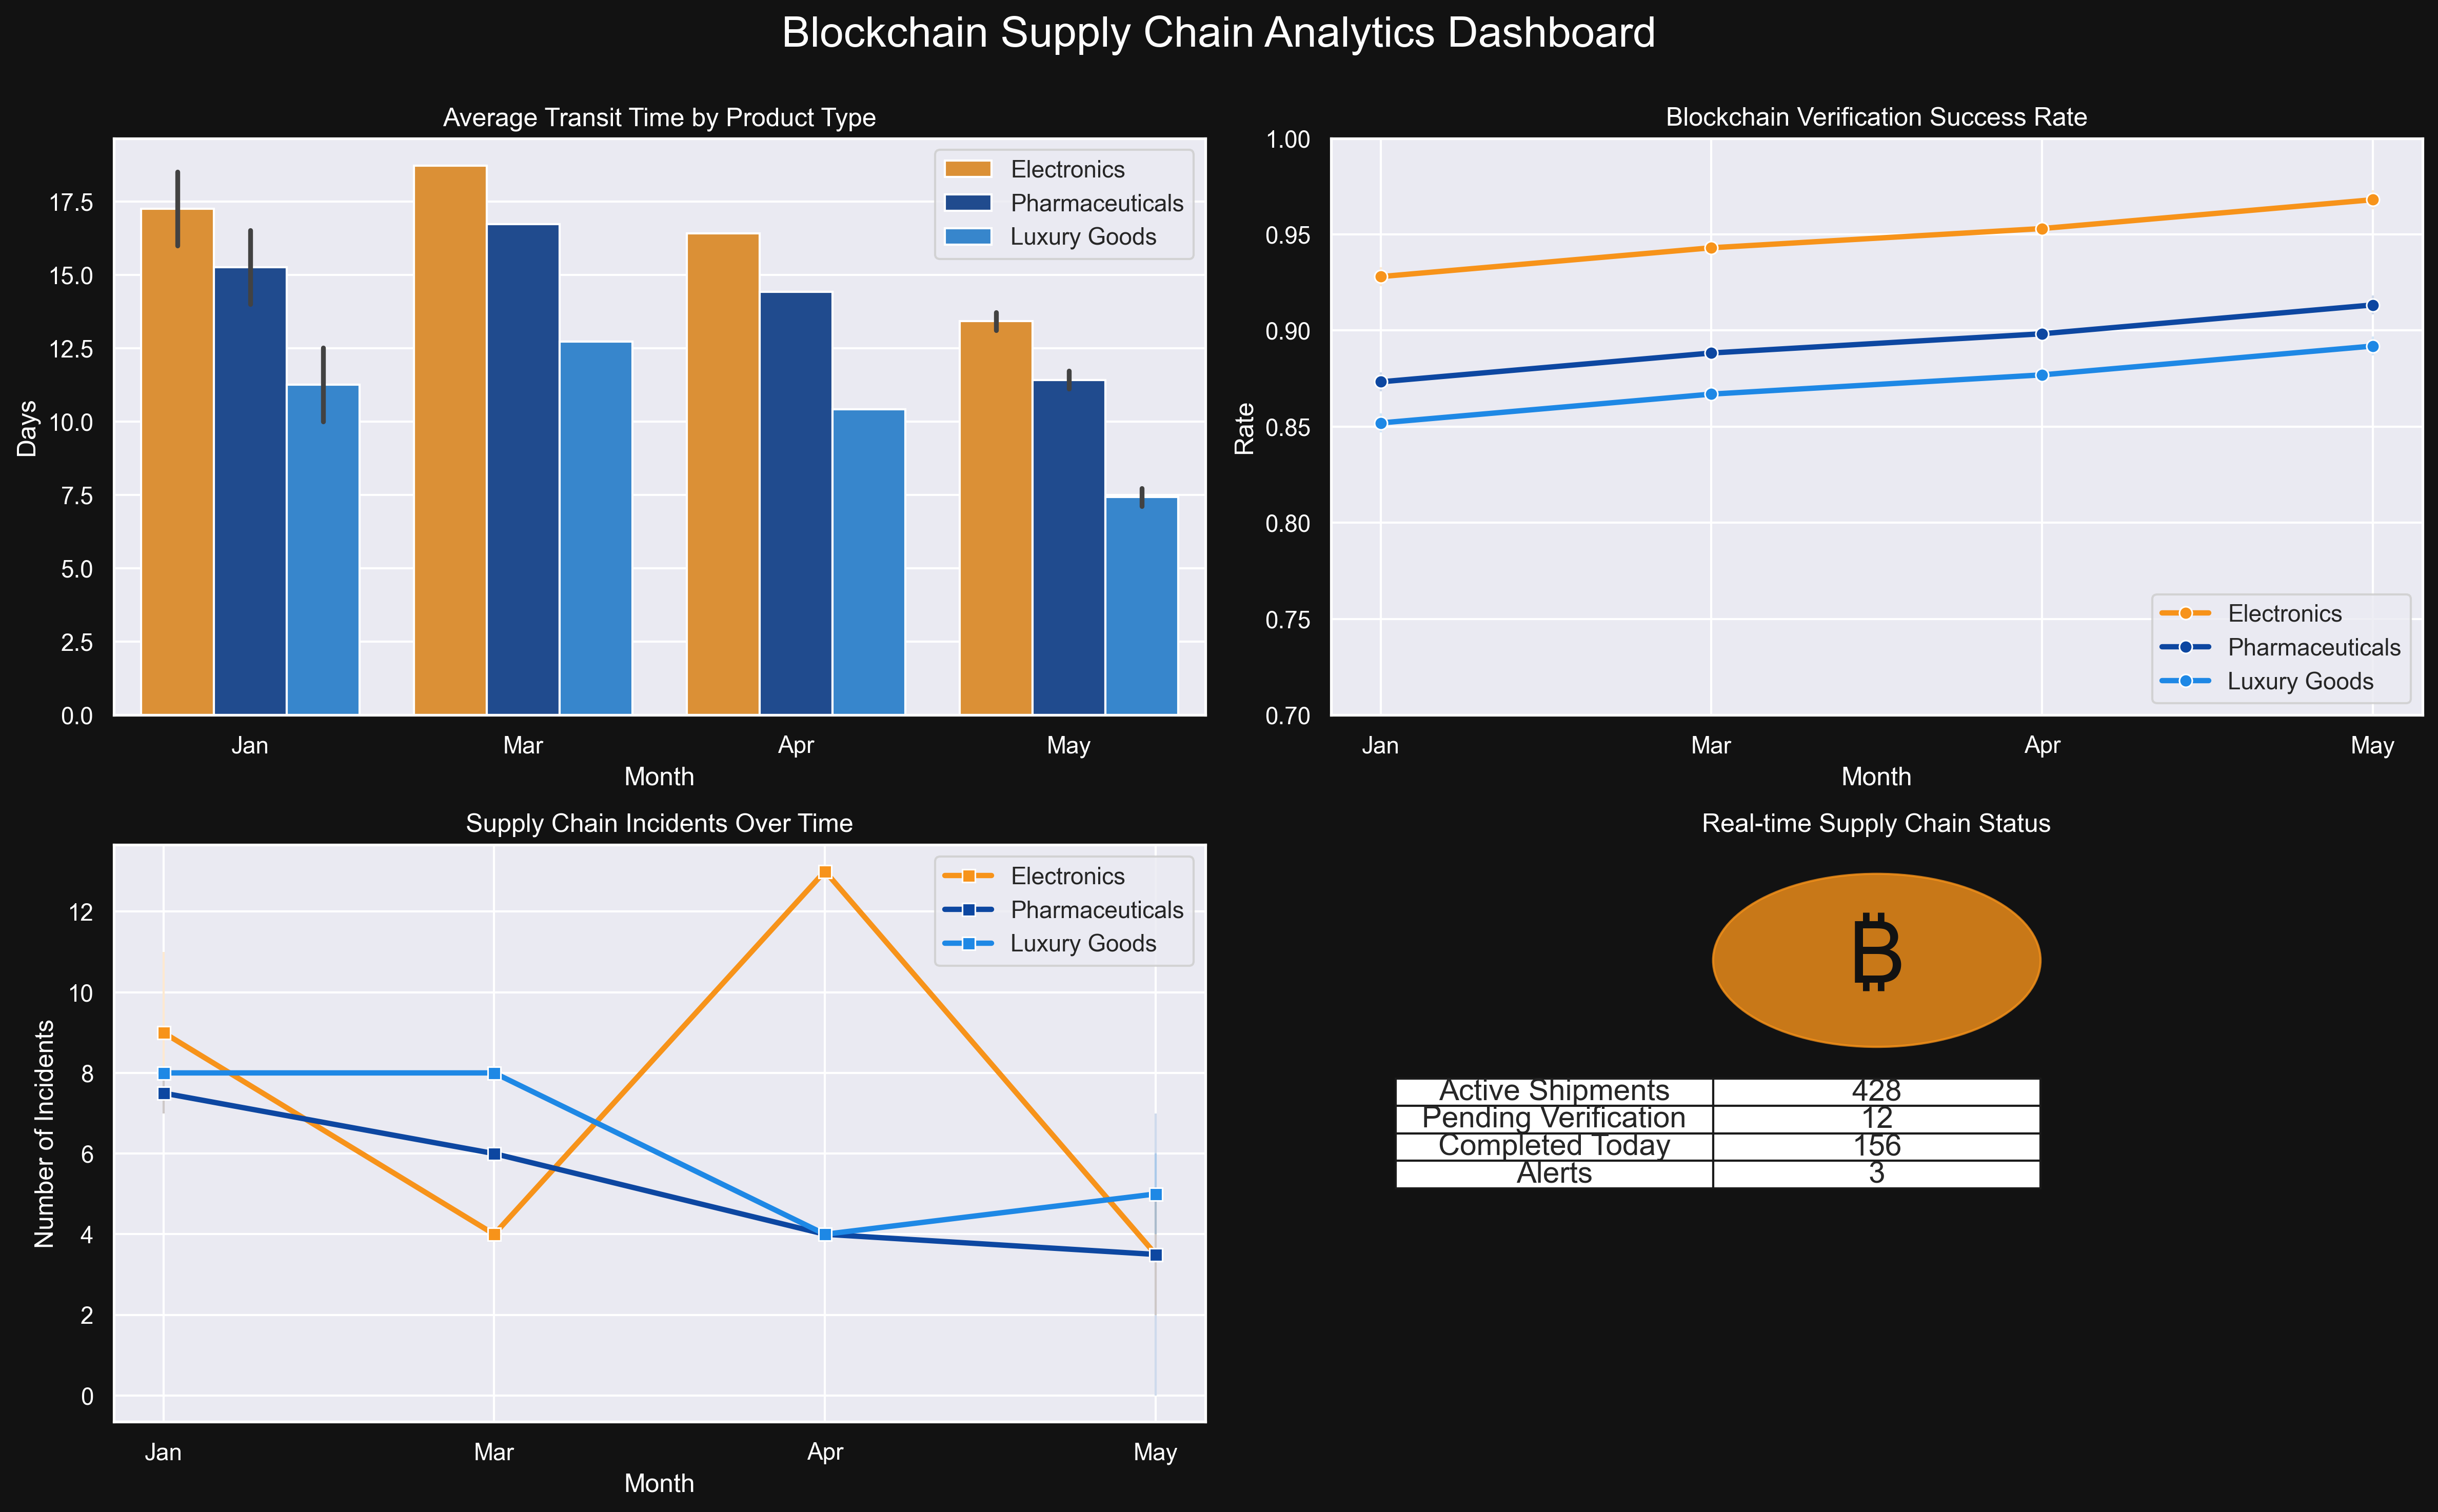 Blockchain Supply Chain Analytics Dashboard
Average Transit Time by Product Type
Days
17.5
15.0
12.5
10.0
7.5
5.0
2.5
0.0
Jan
Mar
Apr
May
Month
Electronics
Pharmaceuticals
Luxury Goods
Blockchain Verification Success Rate
Rate
1.00
0.95
0.90
0.85
0.80
0.75
0.70
Jan
Mar
Apr
May
Month
Electronics
Pharmaceuticals
Luxury Goods
Supply Chain Incidents Over Time
Number of Incidents
12
10
8
6
4
2
0
Jan
Mar
Apr
May
Month
Electronics
Pharmaceuticals
Luxury Goods
Real-time Supply Chain Status
₿
Active Shipments 428
Pending Verification 12
Completed Today 156
Alerts 3